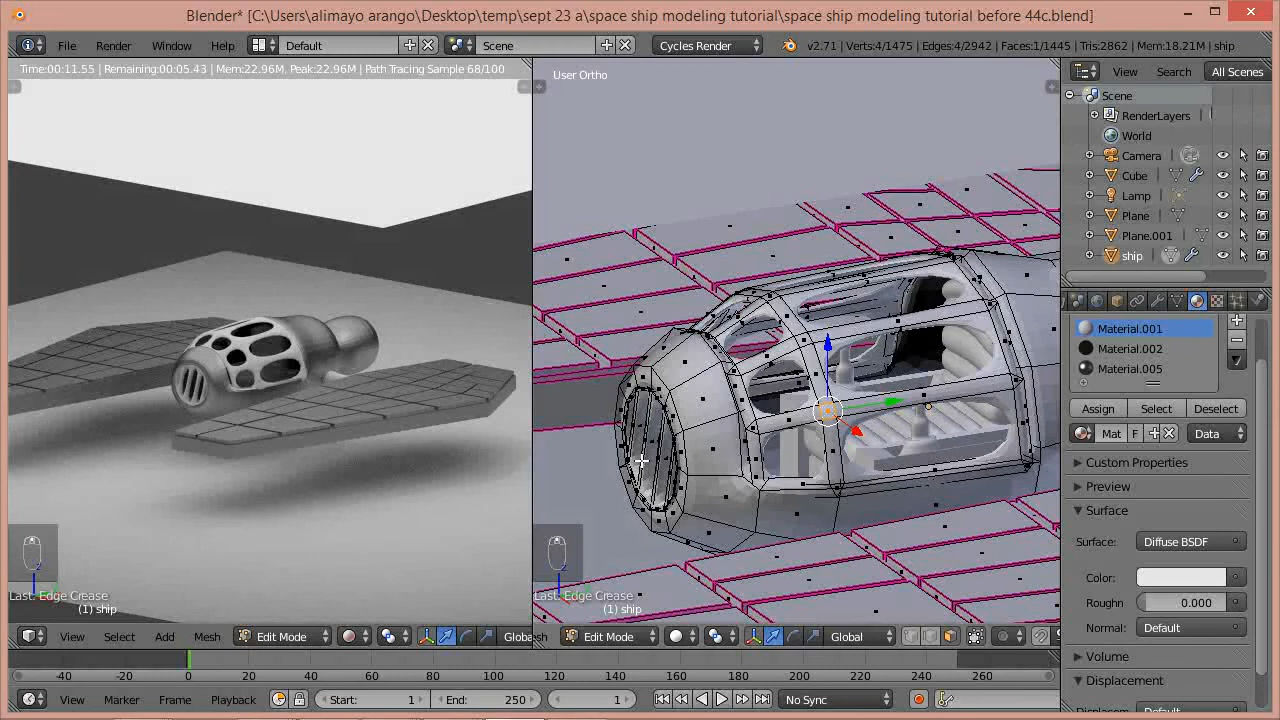 Blender* [C:\Users\alimayo arango\Desktop\temp\sept 23 a\space ship modeling tutorial\space ship modeling tutorial before 44c.blend]
File Render Window Help Default Scene Cycles Render v2.71 | Verts:4/1475 | Edges:4/2942 | Faces:1/1445 | Tris:2862 | Mem:18.21M | ship
Time:00:11.55 | Remaining:00:05.43 | Mem:22.96M, Peak:22.96M | Path Tracing Sample 68/100
User Ortho
View Search All Scenes
Scene
RenderLayers
World
Camera
Cube
Lamp
Plane
Plane.001
ship
Material.001
Material.002
Material.005
Assign Select Deselect
Mat F Data
Custom Properties
Preview
Surface
Surface: Diffuse BSDF
Color:
Roughn 0.000
Normal: Default
Volume
Displacement
Last: Edge Crease
(1) ship
Last: Edge Crease
(1) ship
View Select Add Mesh Edit Mode Edit Mode Global
-40 -20 0 20 40 60 80 100 120 140 160 180 200 220 240 260
View Marker Frame Playback Start: 1 End: 250 1 No Sync